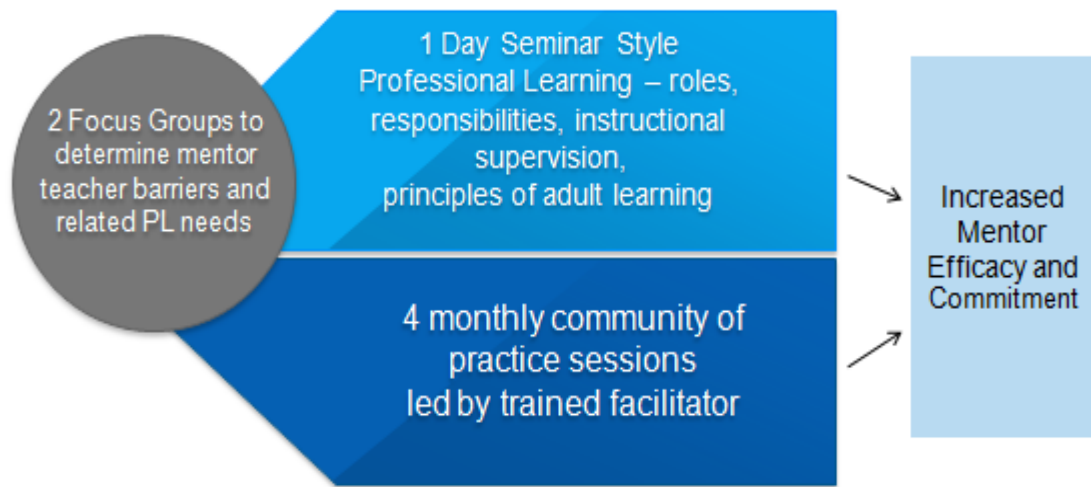 2 Focus Groups to
determine mentor
teacher barriers and
related PL needs
1 Day Seminar Style
Professional Learning – roles,
responsibilities, instructional
supervision,
principles of adult learning
4 monthly community of
practice sessions
led by trained facilitator
Increased
Mentor
Efficacy and
Commitment